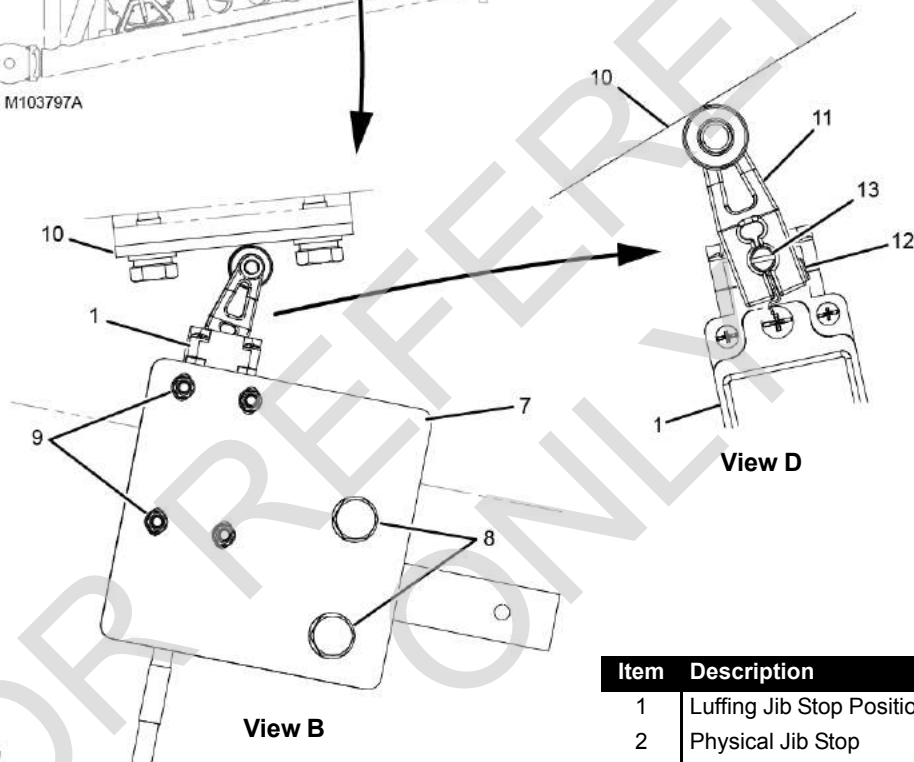 M103797A
10
11
13
12
10
1
1
7
9
8
View D
View B
Item Description
1 Luffing Jib Stop
2 Physical Jib Stop
FOR REFERENCE
ONLY